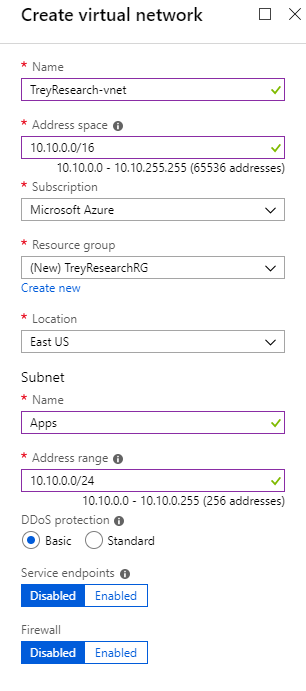 Create virtual network
* Name
TreyResearch-vnet
* Address space
10.10.0.0/16
10.10.0.0 - 10.10.255.255 (65536 addresses)
* Subscription
Microsoft Azure
* Resource group
(New) TreyResearchRG
Create new
* Location
East US
Subnet
* Name
Apps
* Address range
10.10.0.0/24
10.10.0.0 - 10.10.0.255 (256 addresses)
DDoS protection
Basic Standard
Service endpoints
Disabled Enabled
Firewall
Disabled Enabled